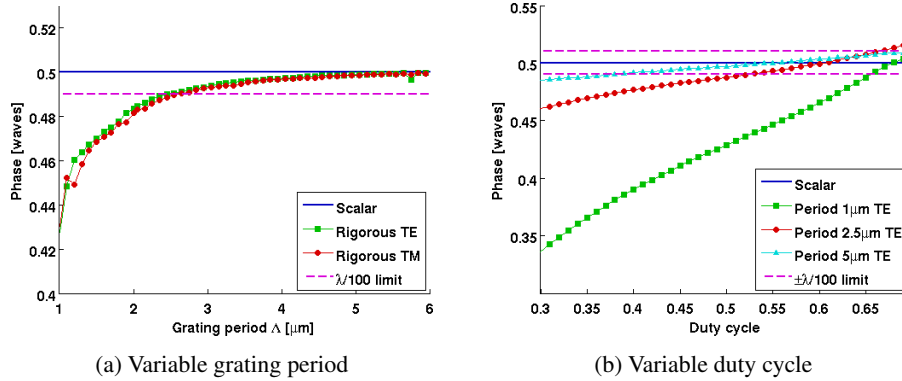 0.52
0.5
0.48
0.46
0.44
0.42
0.4
Phase [waves]
1
2
3
4
5
6
Grating period Λ [μm]
Scalar
Rigorous TE
Rigorous TM
λ/100 limit
(a) Variable grating period
0.55
0.5
0.45
0.35
Phase [waves]
0.3
0.35
0.4
0.45
0.5
0.55
0.6
0.65
Duty cycle
Scalar
Period 1μm TE
Period 2.5μm TE
Period 5μm TE
±λ/100 limit
(b) Variable duty cycle